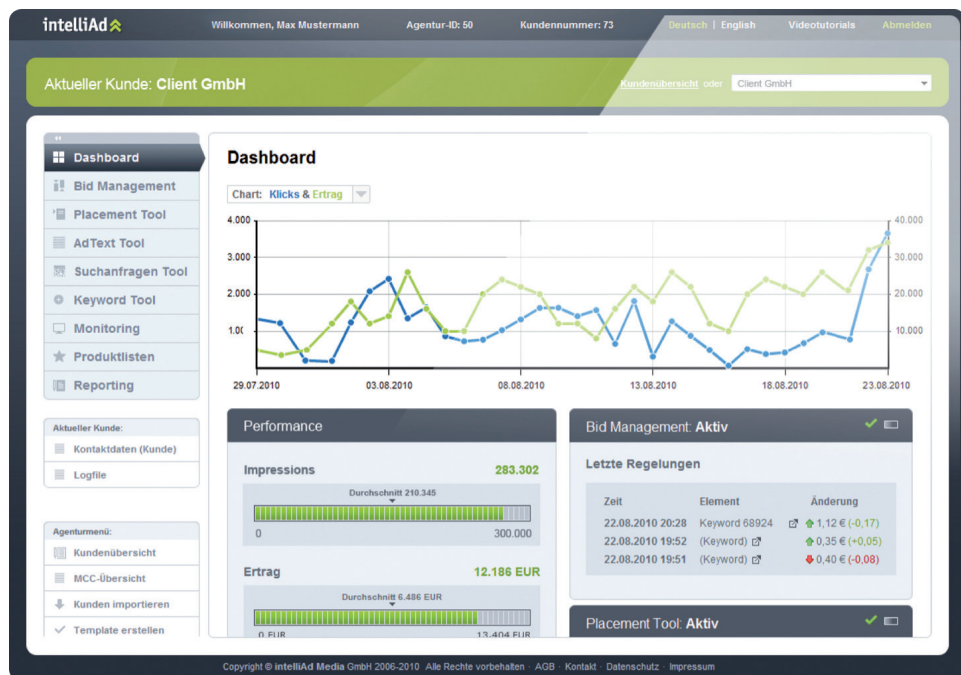 intelliAd
Willkommen, Max Mustermann Agentur-ID: 50 Kundennummer: 73 Deutsch | English Videotutorials Abmelden
Aktueller Kunde: Client GmbH Kundenübersicht oder Client GmbH
Dashboard
Bid Management
Placement Tool
AdText Tool
Suchanfragen Tool
Keyword Tool
Monitoring
Produktlisten
Reporting
Aktueller Kunde:
Kontaktdaten (Kunde)
Logfile
Agenturmenü:
Kundenübersicht
MCC-Übersicht
Kunden importieren
Template erstellen
Dashboard
Chart: Klicks & Ertrag
4.000 40.000
3.000 30.000
2.000 20.000
1.0( 10.000
29.07.2010 03.08.2010 08.08.2010 13.08.2010 18.08.2010 23.08.2010
Performance
Impressions 283.302
Durchschnitt 210.345
0 300.000
Ertrag 12.186 EUR
Durchschnitt 6.486 EUR
0 EUR 13.404 EUR
Bid Management: Aktiv
Letzte Regelungen
Zeit Element Änderung
22.08.2010 20:28 Keyword 68924 1,12 € (-0,17)
22.08.2010 19:52 (Keyword) 0,35 € (+0,05)
22.08.2010 19:51 (Keyword) 0,40 € (-0,08)
Placement Tool: Aktiv
Copyright © intelliAd Media GmbH 2006-2010 Alle Rechte vorbehalten · AGB · Kontakt · Datenschutz · Impressum